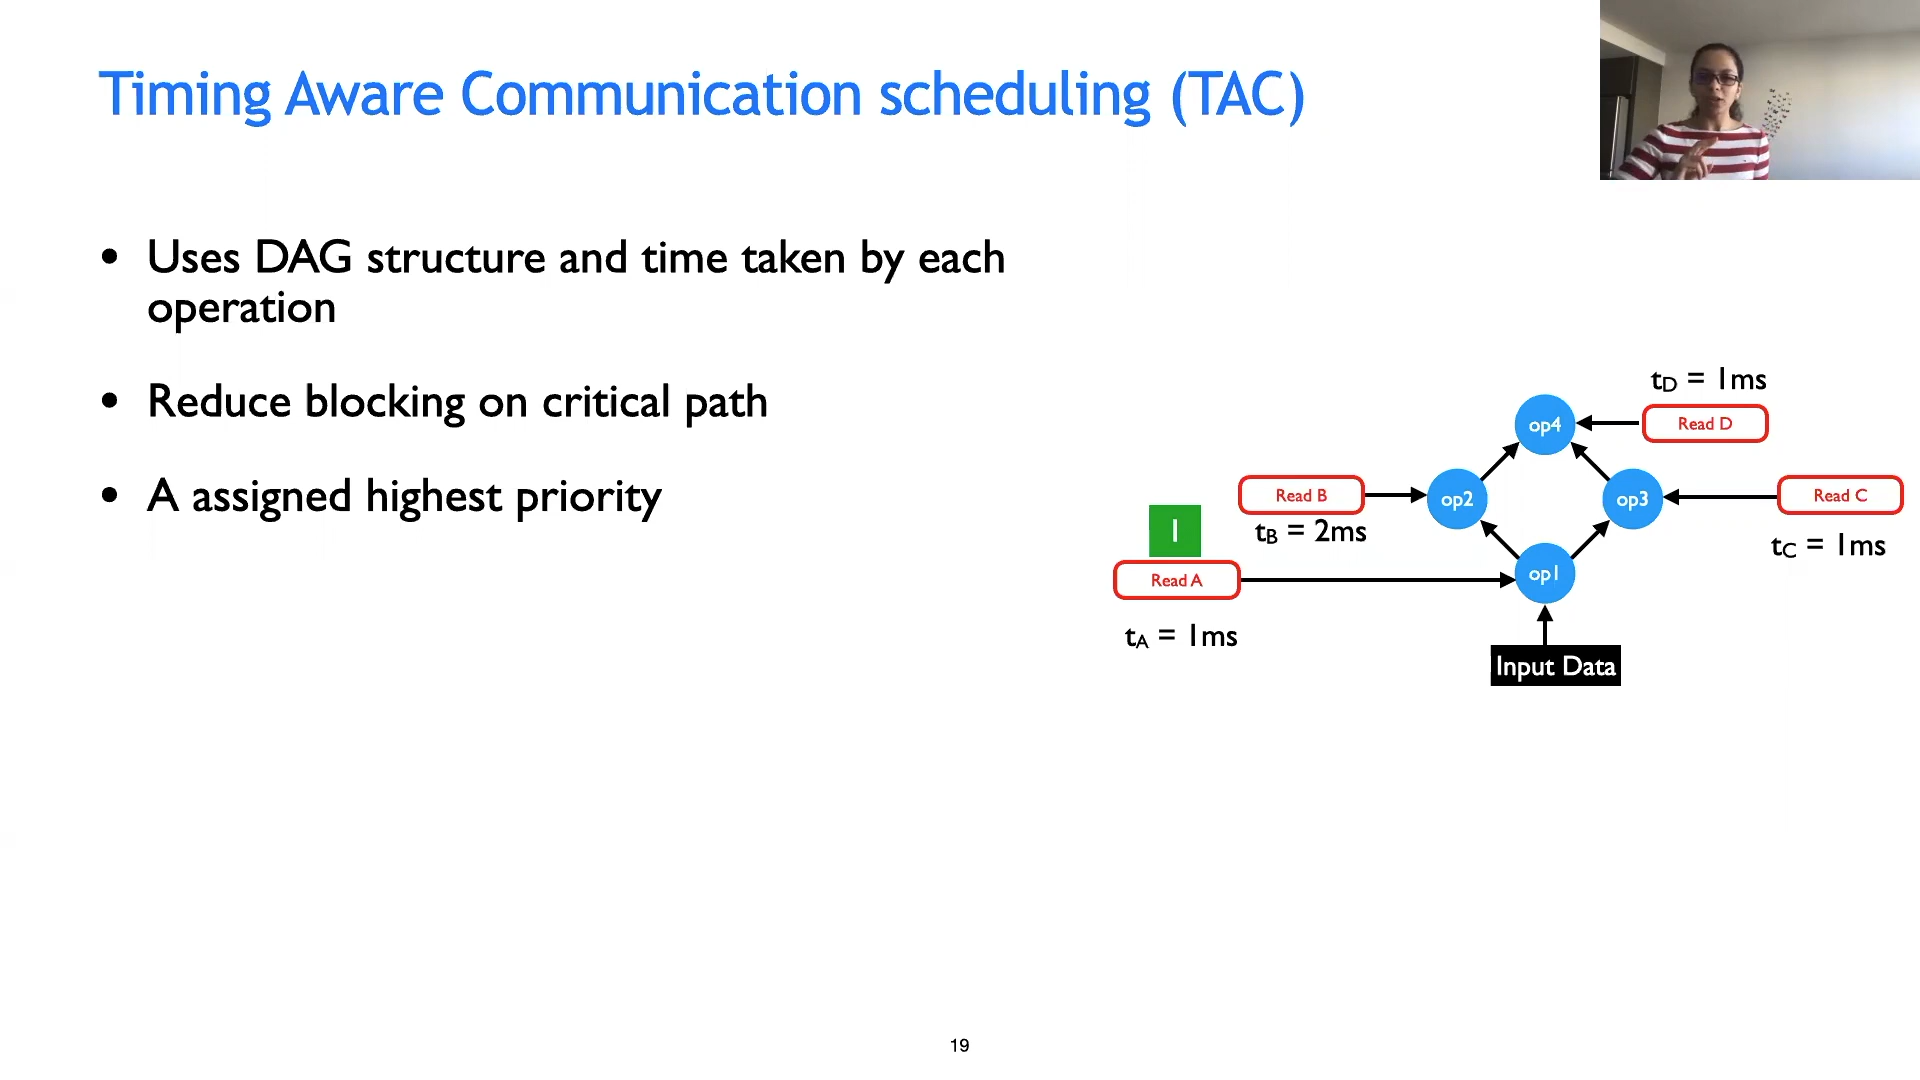 Timing Aware Communication scheduling (TAC)
• Uses DAG structure and time taken by each
operation
• Reduce blocking on critical path
• A assigned highest priority
tD = 1ms
op4
Read D
Read B
op2
op3
Read C
1
tB = 2ms
tC = 1ms
Read A
op1
tA = 1ms
Input Data
19